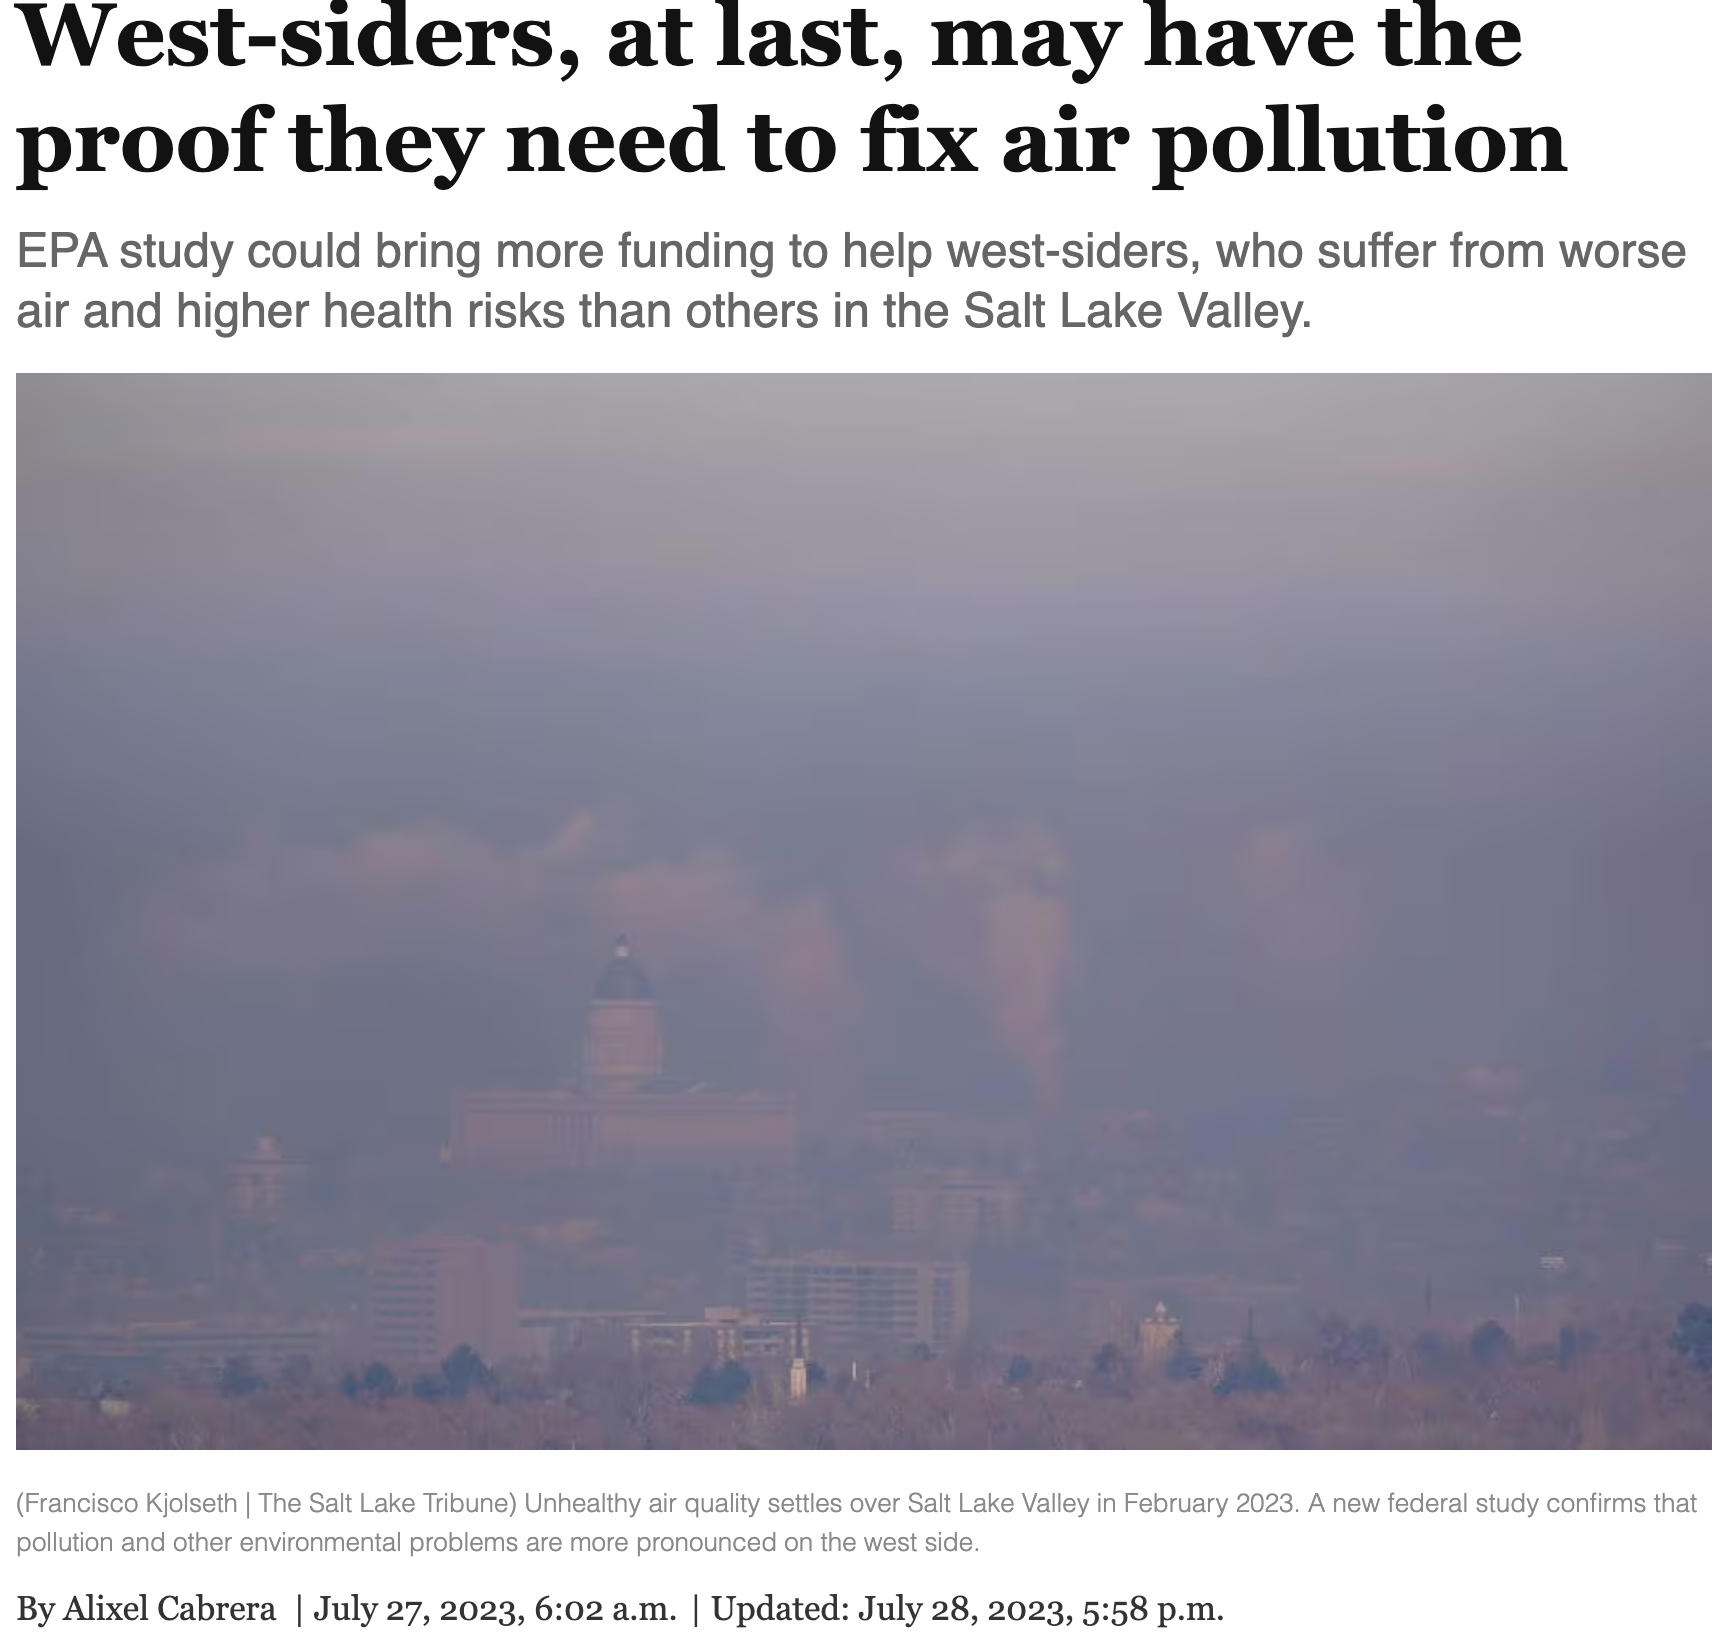 West-siders, at last, may have the
proof they need to fix air pollution
EPA study could bring more funding to help west-siders, who suffer from worse
air and higher health risks than others in the Salt Lake Valley.
(Francisco Kjolseth | The Salt Lake Tribune) Unhealthy air quality settles over Salt Lake Valley in February 2023. A new federal study confirms that
pollution and other environmental problems are more pronounced on the west side.
By Alixel Cabrera | July 27, 2023, 6:02 a.m. | Updated: July 28, 2023, 5:58 p.m.